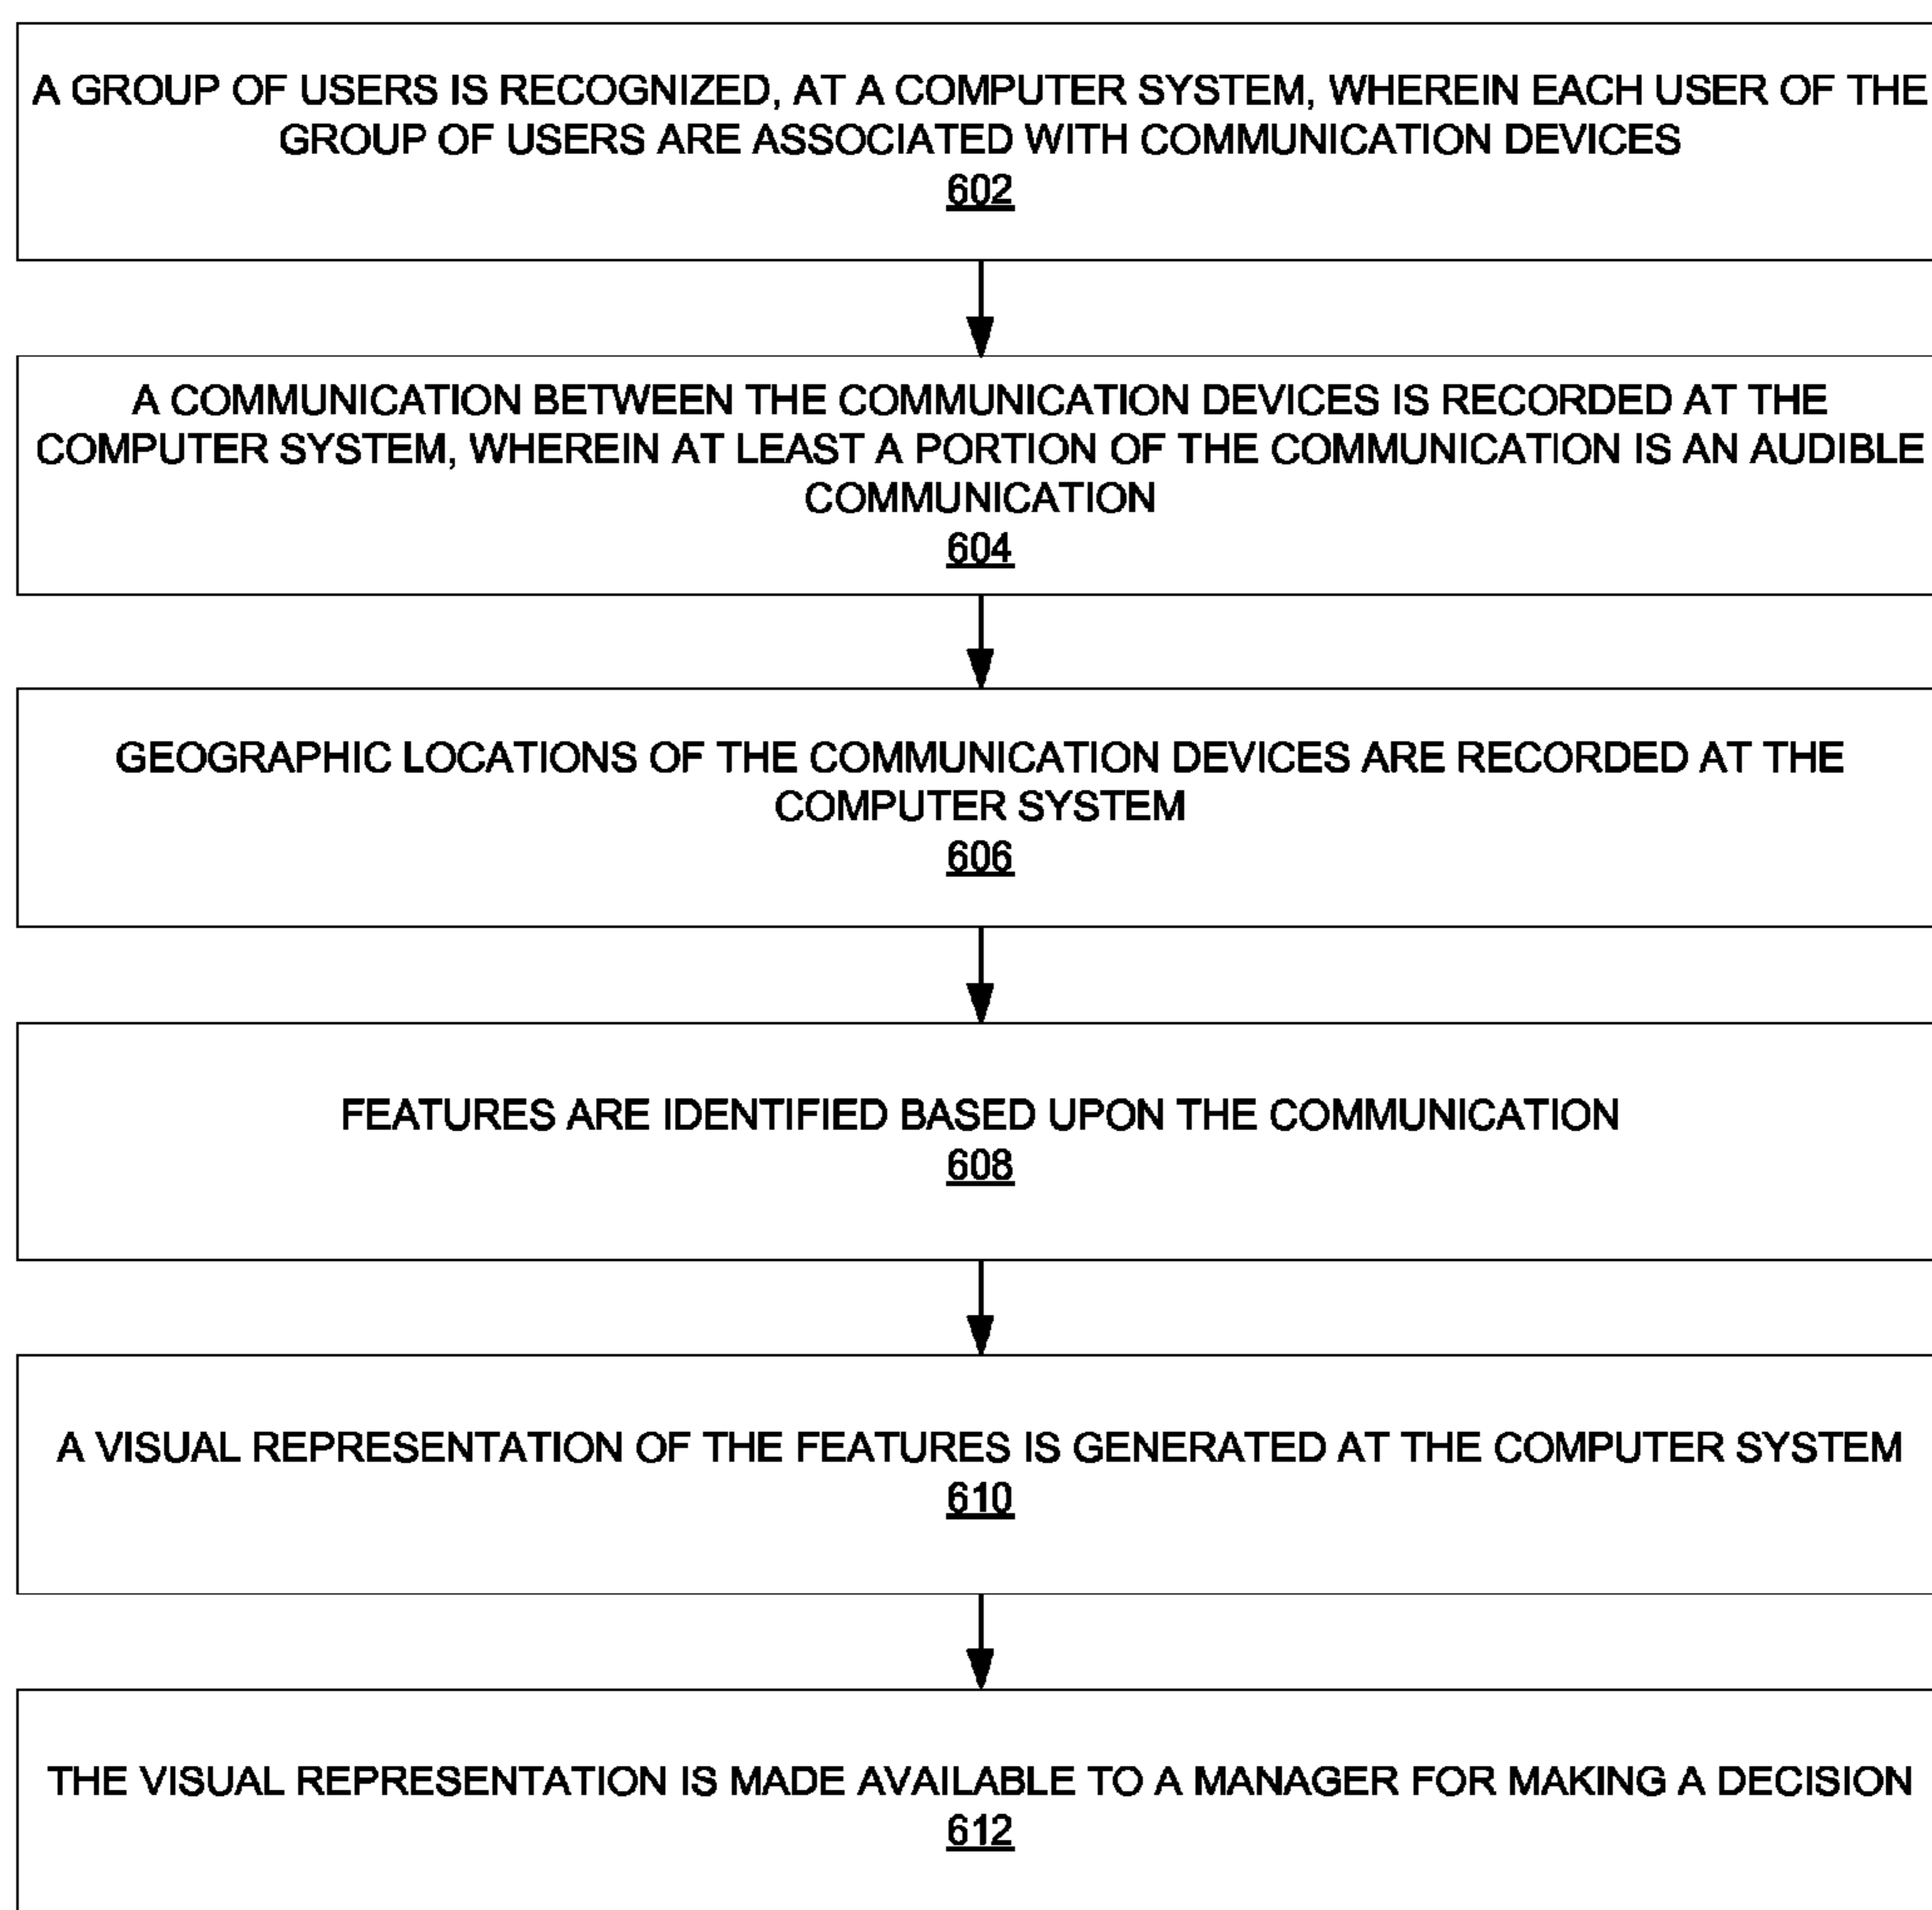 A GROUP OF USERS IS RECOGNIZED, AT A COMPUTER SYSTEM, WHEREIN EACH USER OF THE
GROUP OF USERS ARE ASSOCIATED WITH COMMUNICATION DEVICES
602
A COMMUNICATION BETWEEN THE COMMUNICATION DEVICES IS RECORDED AT THE
COMPUTER SYSTEM, WHEREIN AT LEAST A PORTION OF THE COMMUNICATION IS AN AUDIBLE
COMMUNICATION
604
GEOGRAPHIC LOCATIONS OF THE COMMUNICATION DEVICES ARE RECORDED AT THE
COMPUTER SYSTEM
606
FEATURES ARE IDENTIFIED BASED UPON THE COMMUNICATION
608
A VISUAL REPRESENTATION OF THE FEATURES IS GENERATED AT THE COMPUTER SYSTEM
610
THE VISUAL REPRESENTATION IS MADE AVAILABLE TO A MANAGER FOR MAKING A DECISION
612